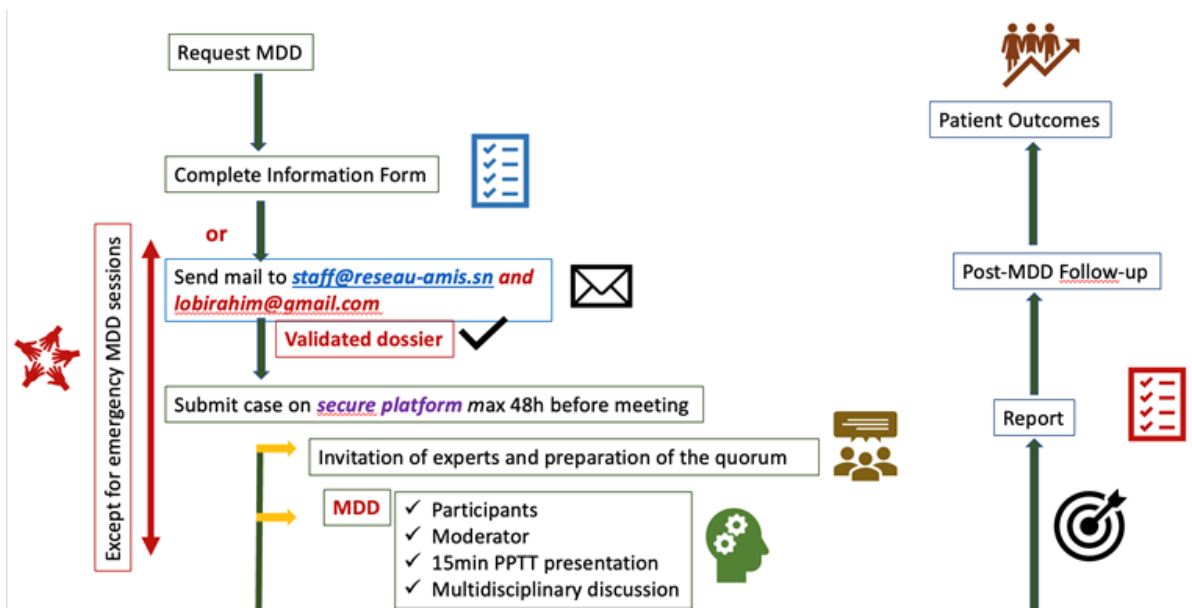 Request MDD
Complete Information Form
or
Send mail to staff@reseau-amis.sn and
lobirahim@gmail.com
Validated dossier
Submit case on secure platform max 48h before meeting
Except for emergency MDD sessions
Invitation of experts and preparation of the quorum
MDD
✓ Participants
✓ Moderator
✓ 15min PPTT presentation
✓ Multidisciplinary discussion
Patient Outcomes
Post-MDD Follow-up
Report